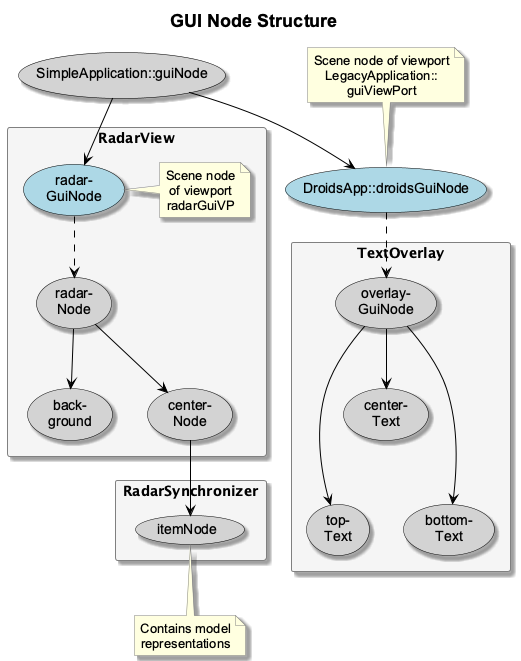 GUI Node Structure
SimpleApplication::guiNode
Scene node of viewport
LegacyApplication::
guiViewPort
RadarView
radar-
GuiNode
Scene node
of viewport
radarGuiVP
DroidsApp::droidsGuiNode
TextOverlay
radar-
Node
overlay-
GuiNode
back-
ground
center-
Node
center-
Text
RadarSynchronizer
itemNode
top-
Text
bottom-
Text
Contains model
representations